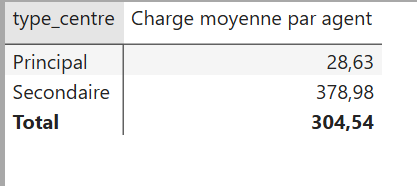 type_centre Charge moyenne par agent
Principal 28,63
Secondaire 378,98
Total 304,54